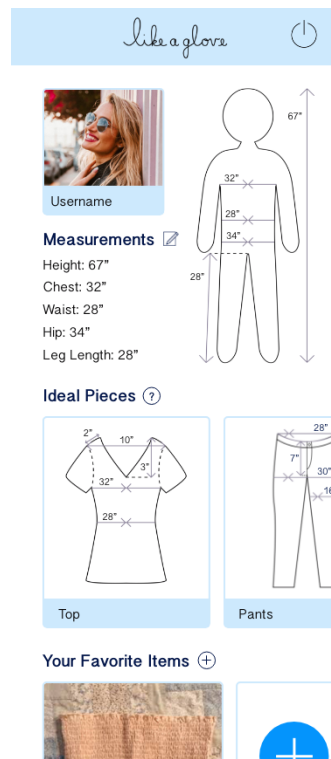 like a glove
Username
Measurements
Height: 67"
Chest: 32"
Waist: 28"
Hip: 34"
Leg Length: 28"
67"
32"
28"
34"
28"
Ideal Pieces ?
2"
10"
3"
32"
28"
Top
28"
7"
30"
Pants
Your Favorite Items